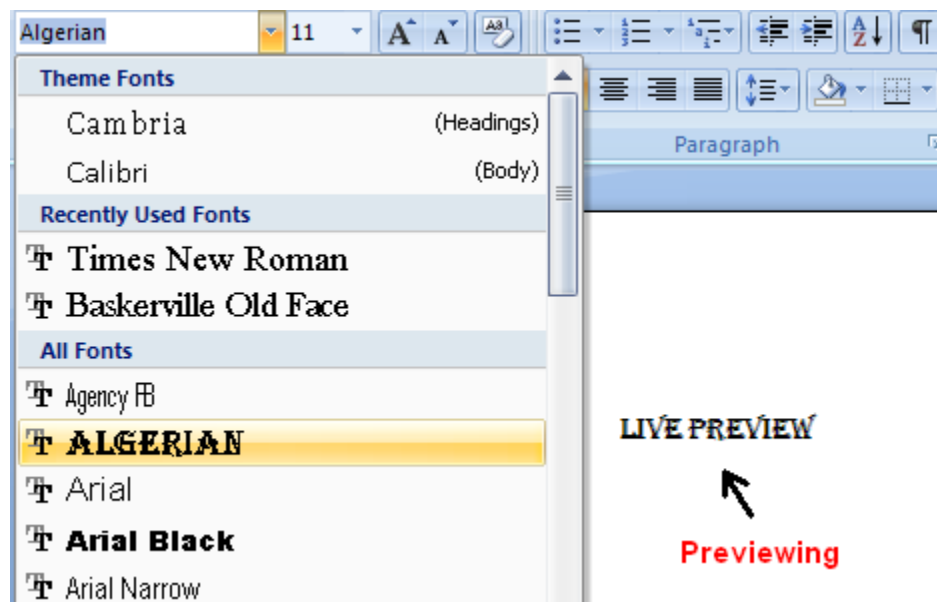 Algerian 11
Theme Fonts
Cambria (Headings)
Calibri (Body)
Recently Used Fonts
Times New Roman
Baskerville Old Face
All Fonts
Agency FB
ALGERIAN
Arial
Arial Black
Arial Narrow
Paragraph
LIVE PREVIEW
Previewing